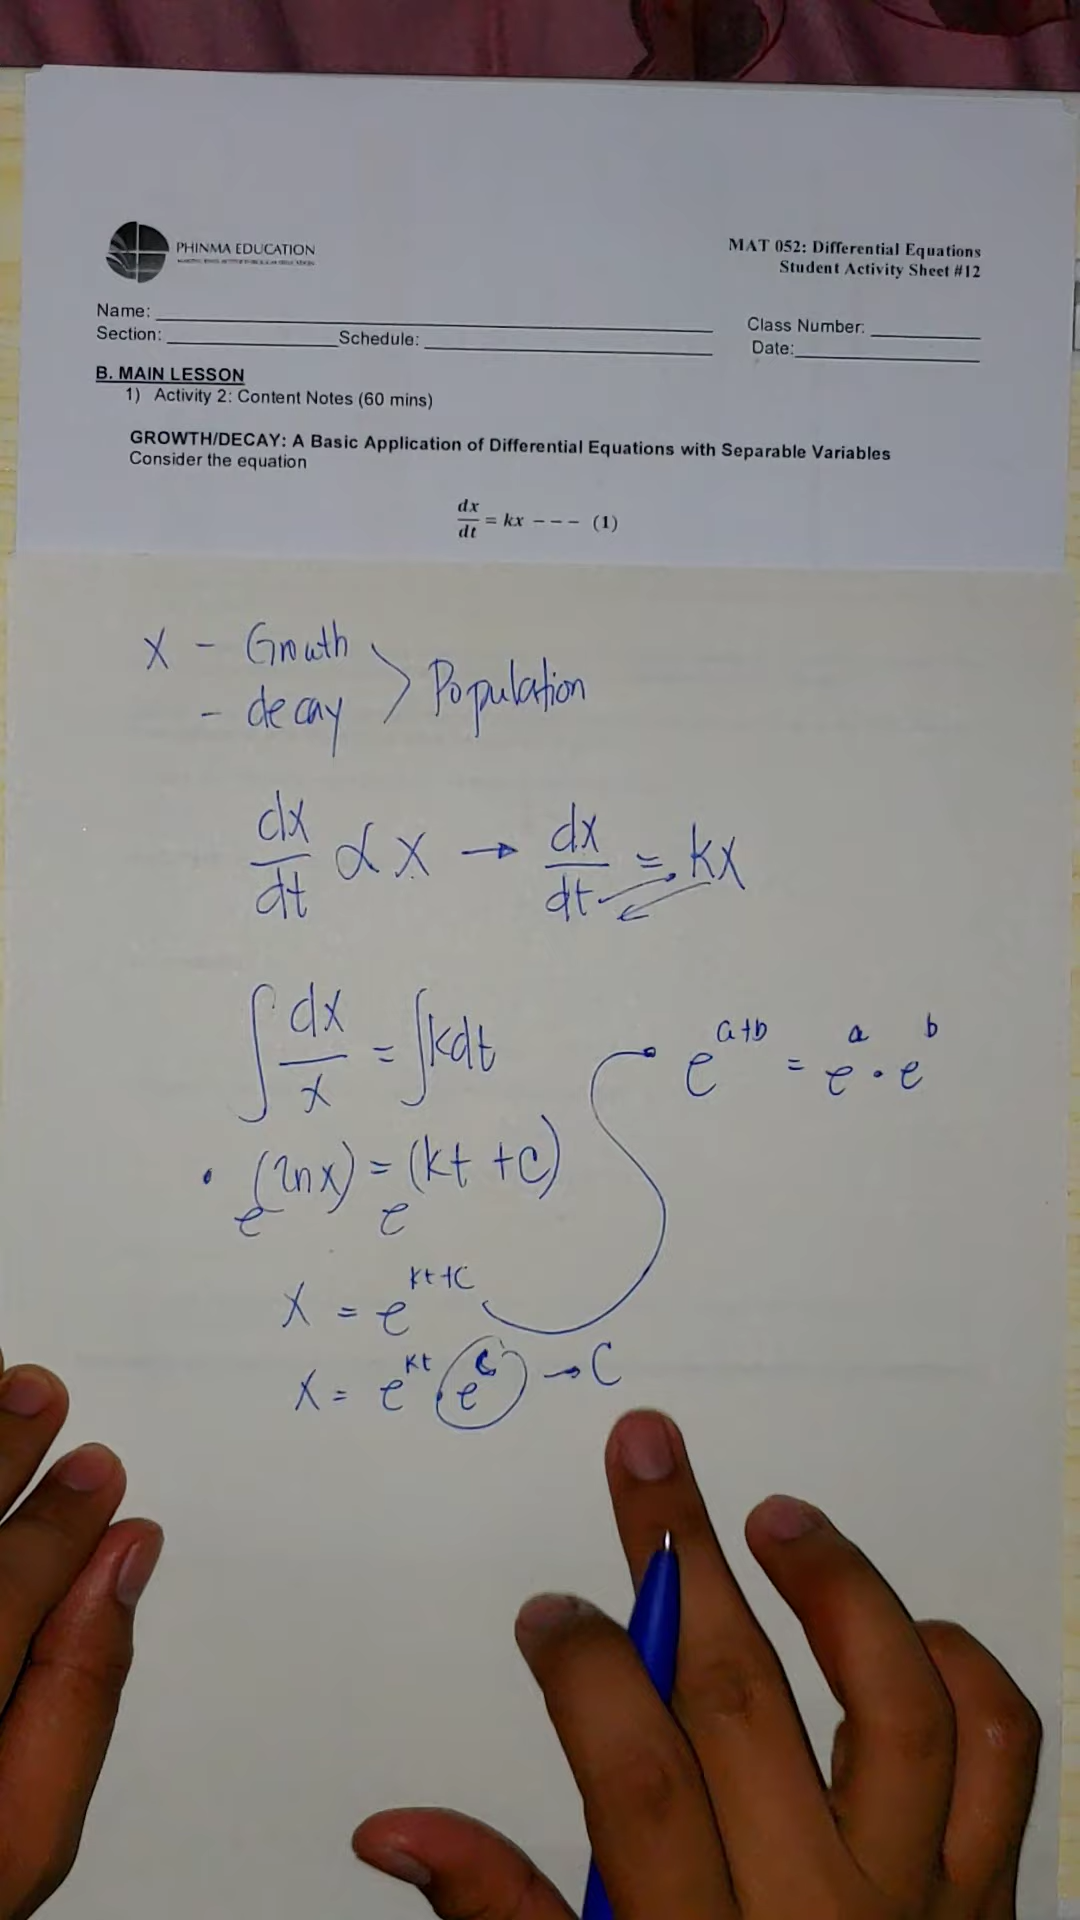 PHINMA EDUCATION
MAT 052: Differential Equations
Student Activity Sheet #12
Name:
Class Number:
Section: Schedule:
Date:
B. MAIN LESSON
1) Activity 2: Content Notes (60 mins)
GROWTH/DECAY: A Basic Application of Differential Equations with Separable Variables
Consider the equation
dx/dt = kx - - - (1)
X - Growth
- decay > Population
dx/dt ∝ x → dx/dt = kx
∫ dx/x = ∫kdt
e^(a+b) = e^a · e^b
· e^(lnx) = e^(kt + C)
X = e^(kt+C)
X = e^(kt) · e^C → C